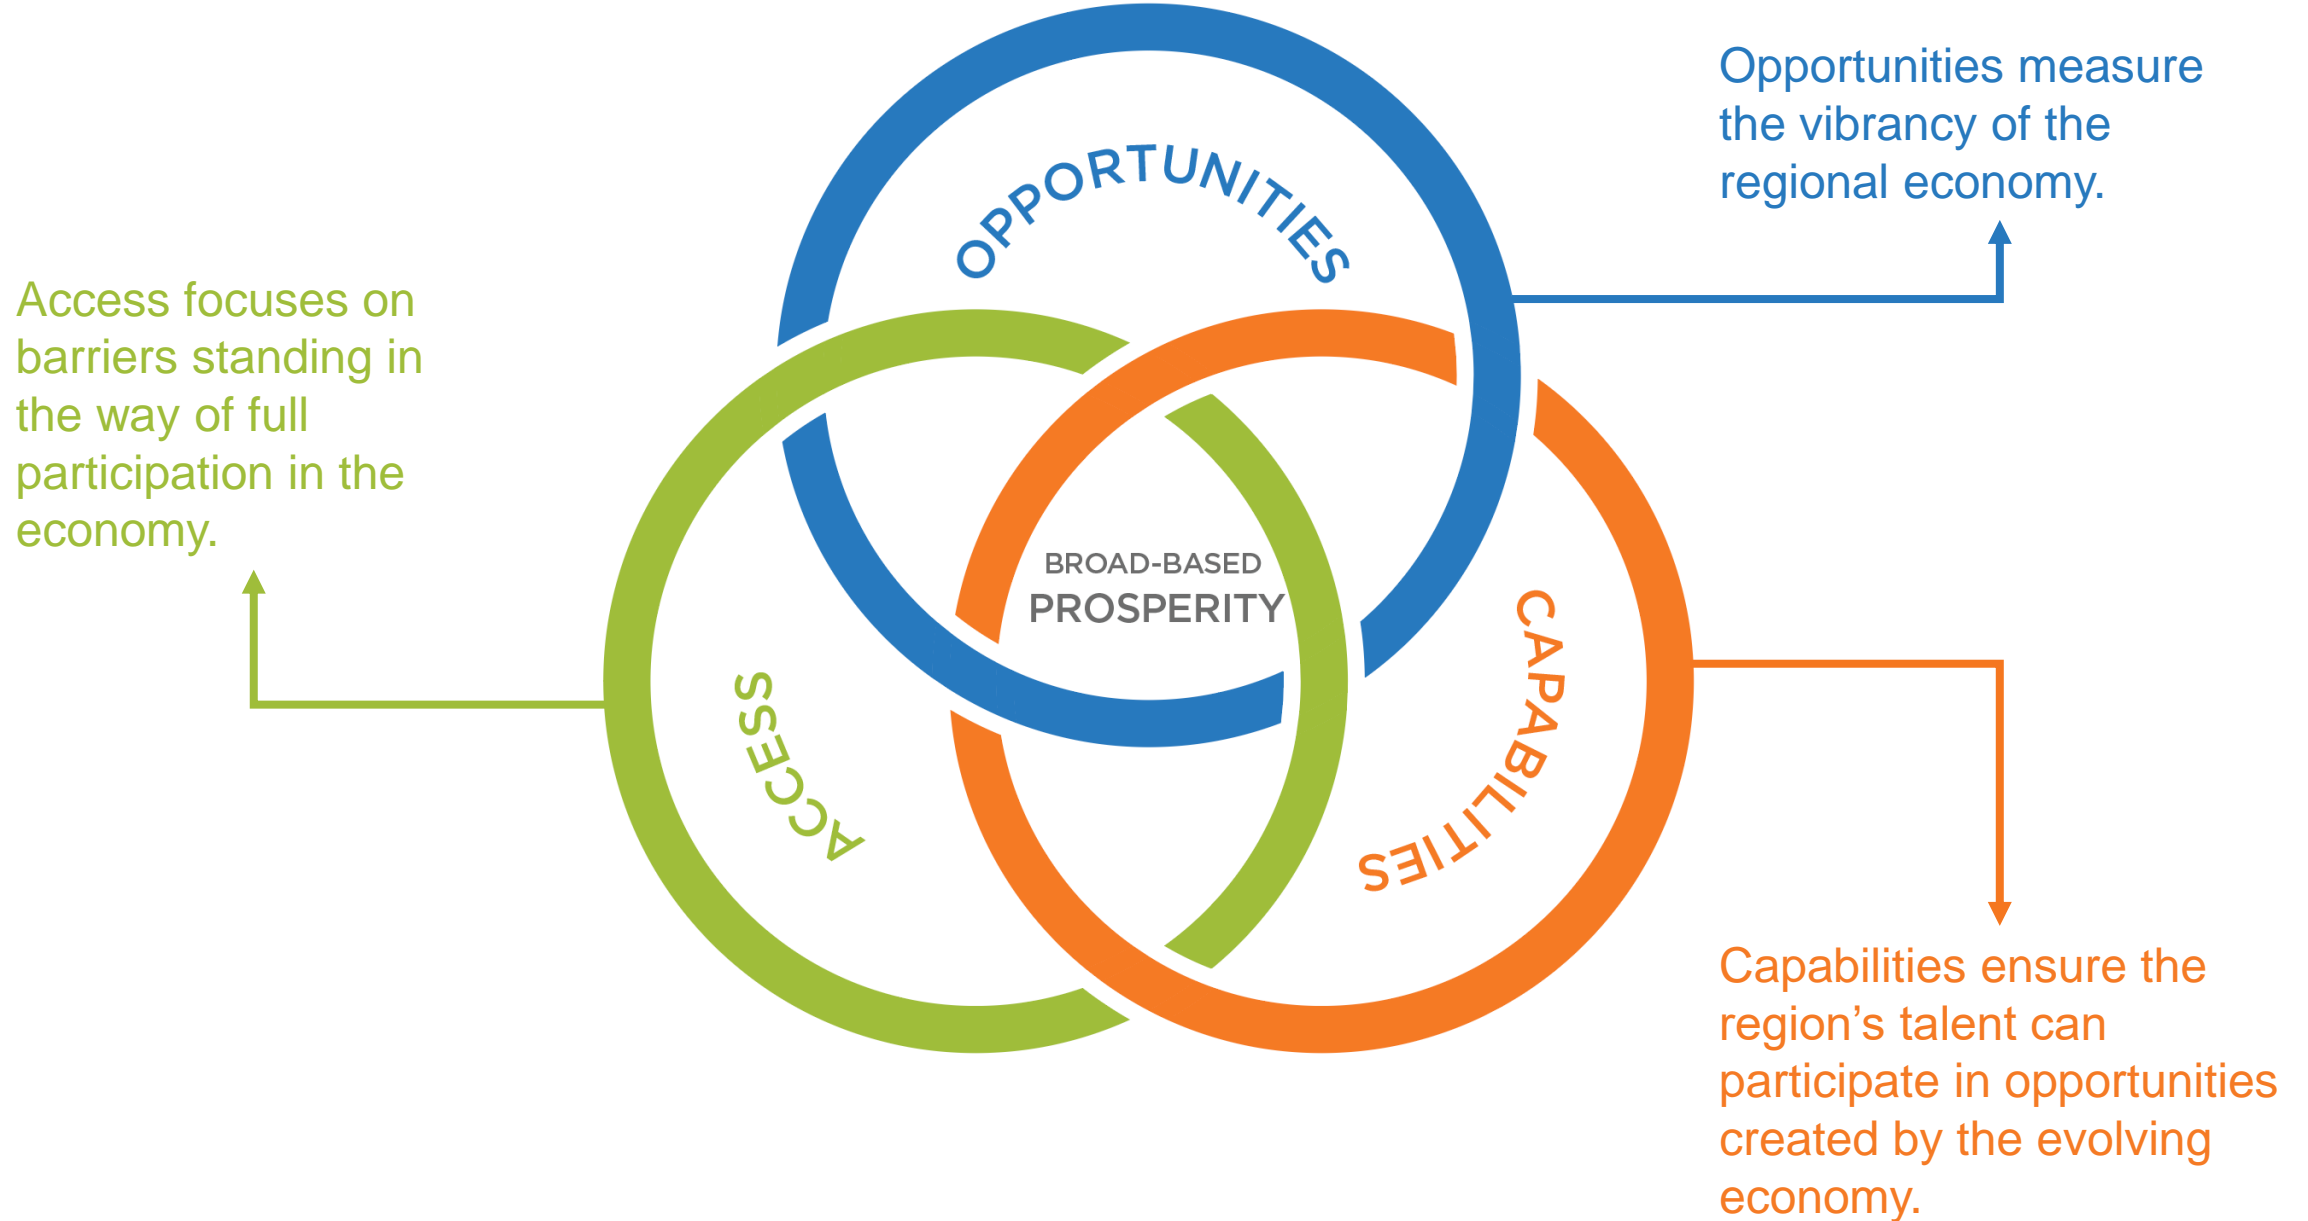 Opportunities measure
the vibrancy of the
regional economy.
OPPORTUNITIES
Access focuses on
barriers standing in
the way of full
participation in the
economy.
BROAD-BASED
PROSPERITY
ACCESS
CAPABILITIES
Capabilities ensure the
region’s talent can
participate in opportunities
created by the evolving
economy.